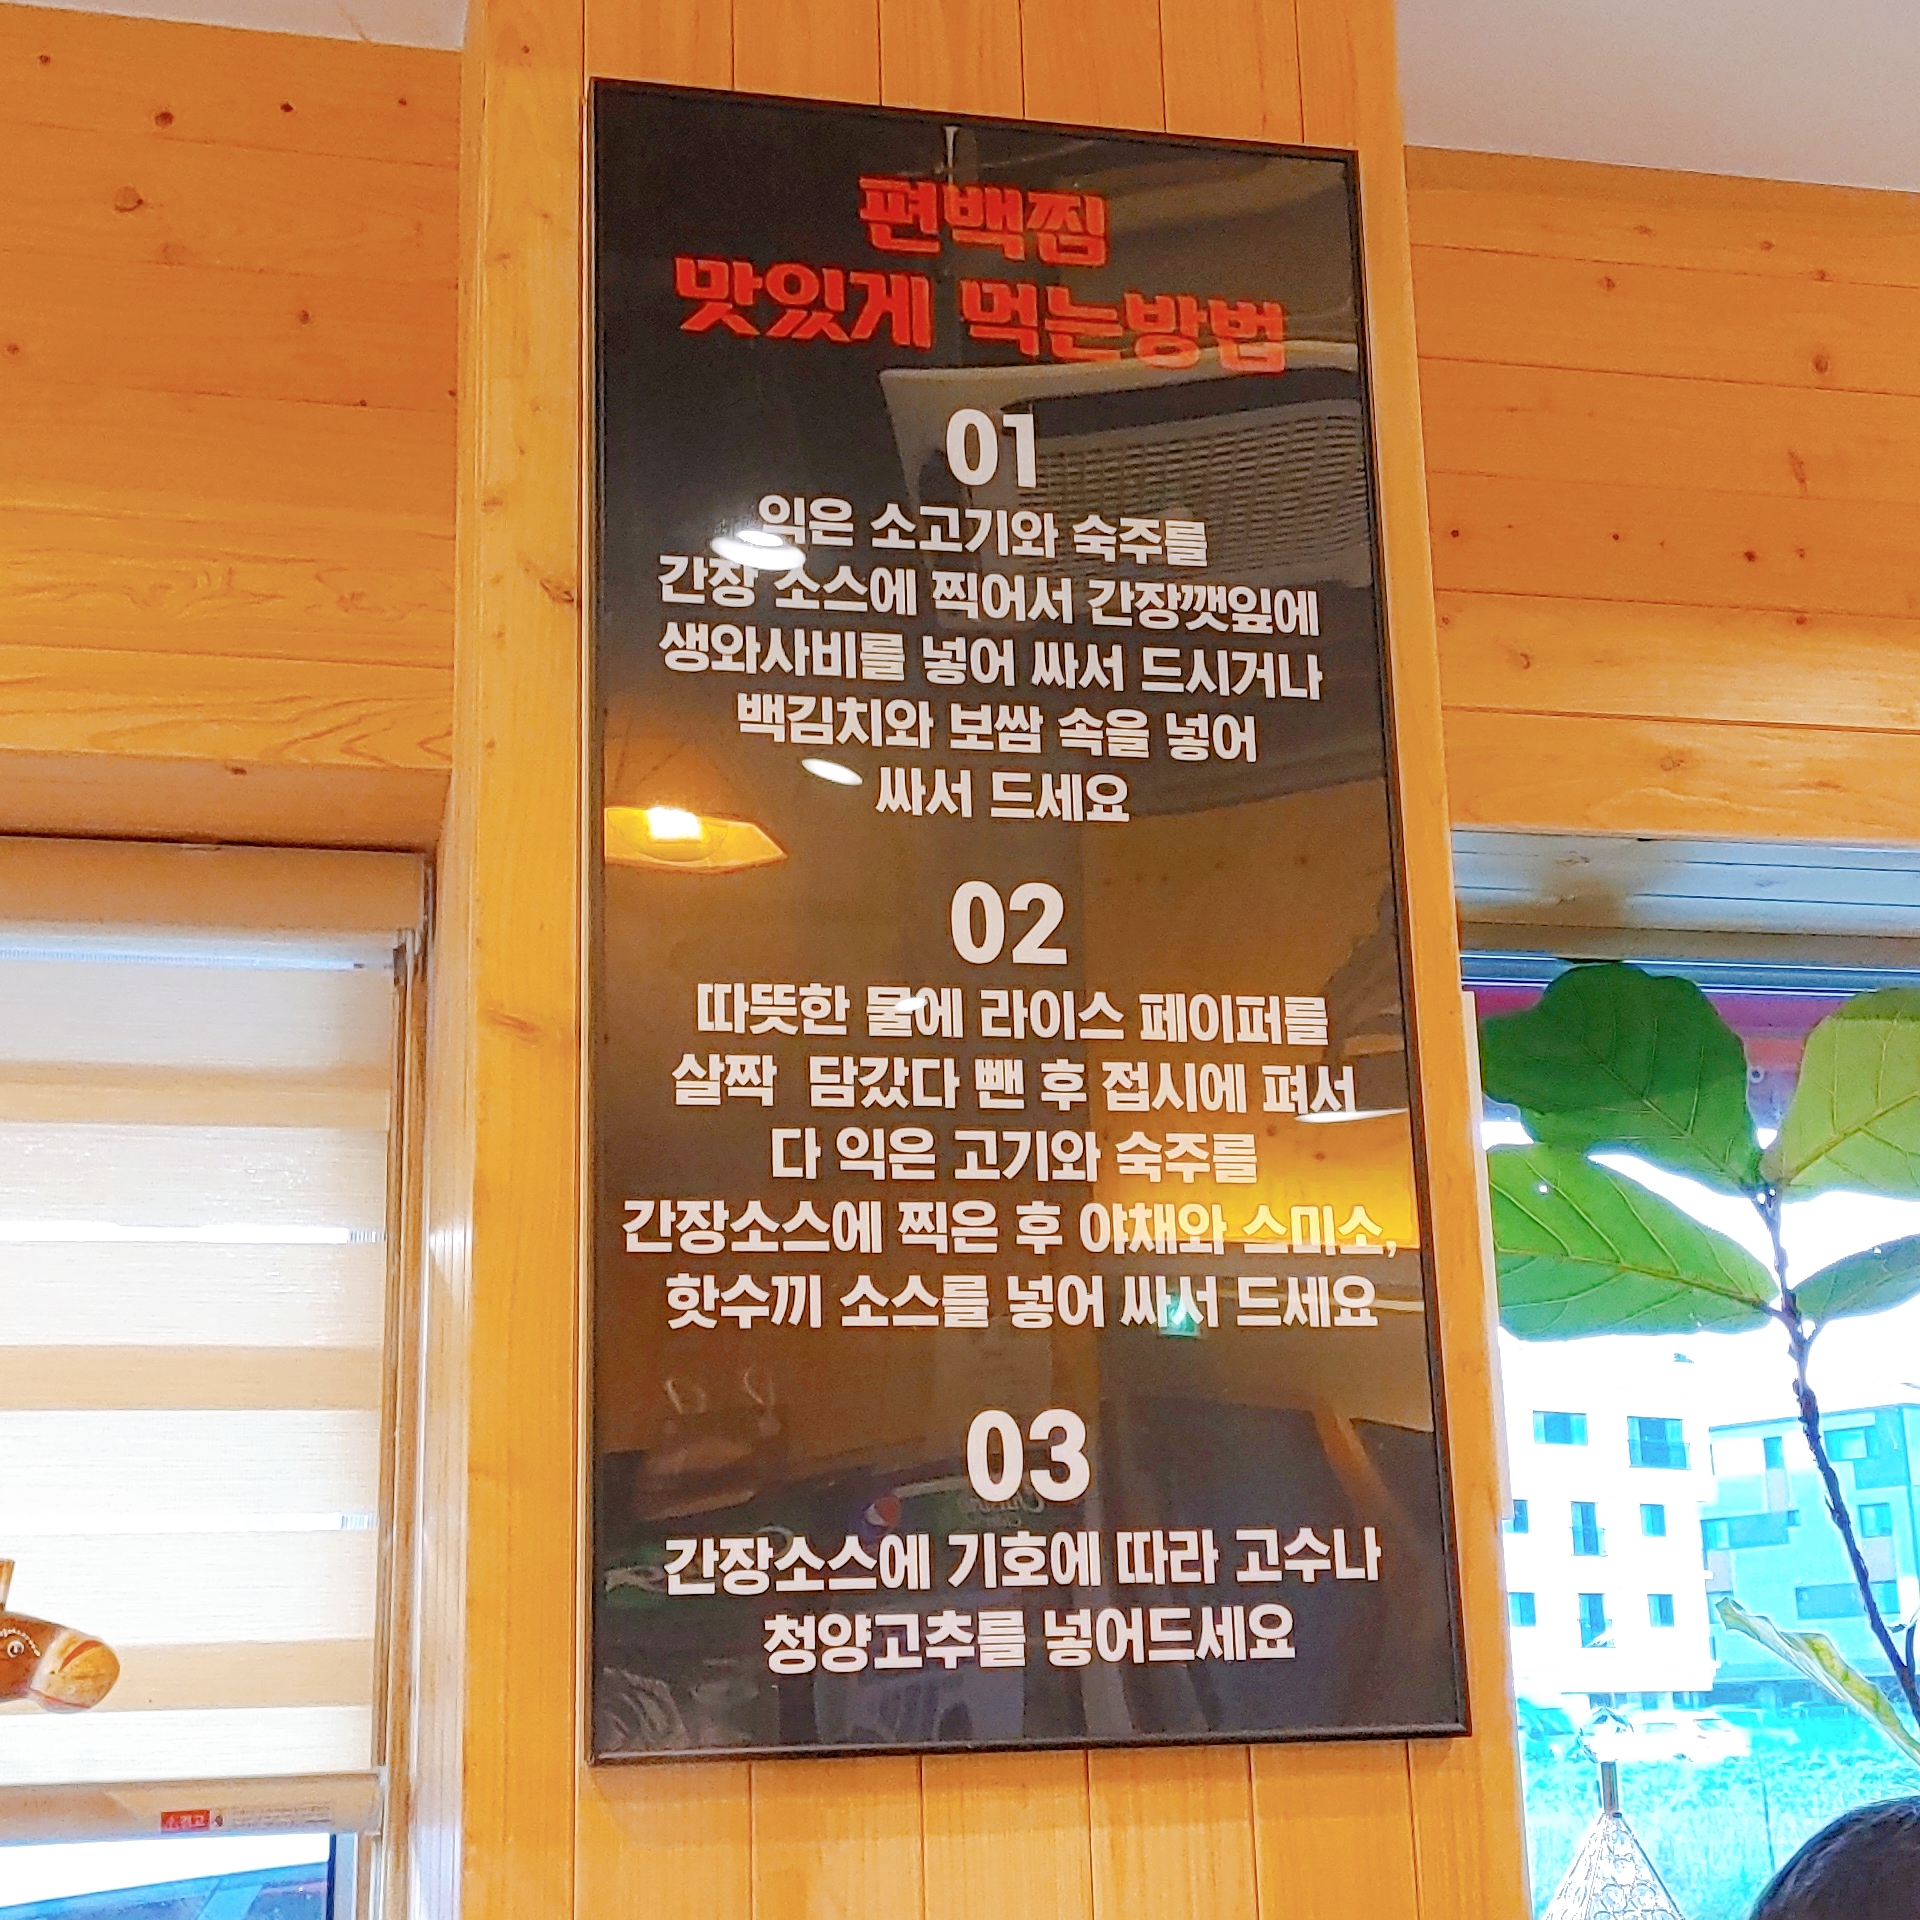 편백찜
맛있게 먹는방법
01
익은 소고기와 숙주를
간장 소스에 찍어서 간장깻잎에
생와사비를 넣어 싸서 드시거나
백김치와 보쌈 속을 넣어
싸서 드세요
02
따뜻한 물에 라이스 페이퍼를
살짝 담갔다 뺀 후 접시에 펴서
다 익은 고기와 숙주를
간장소스에 찍은 후 야채와 스미소,
핫수끼 소스를 넣어 싸서 드세요
03
간장소스에 기호에 따라 고수나
청양고추를 넣어드세요